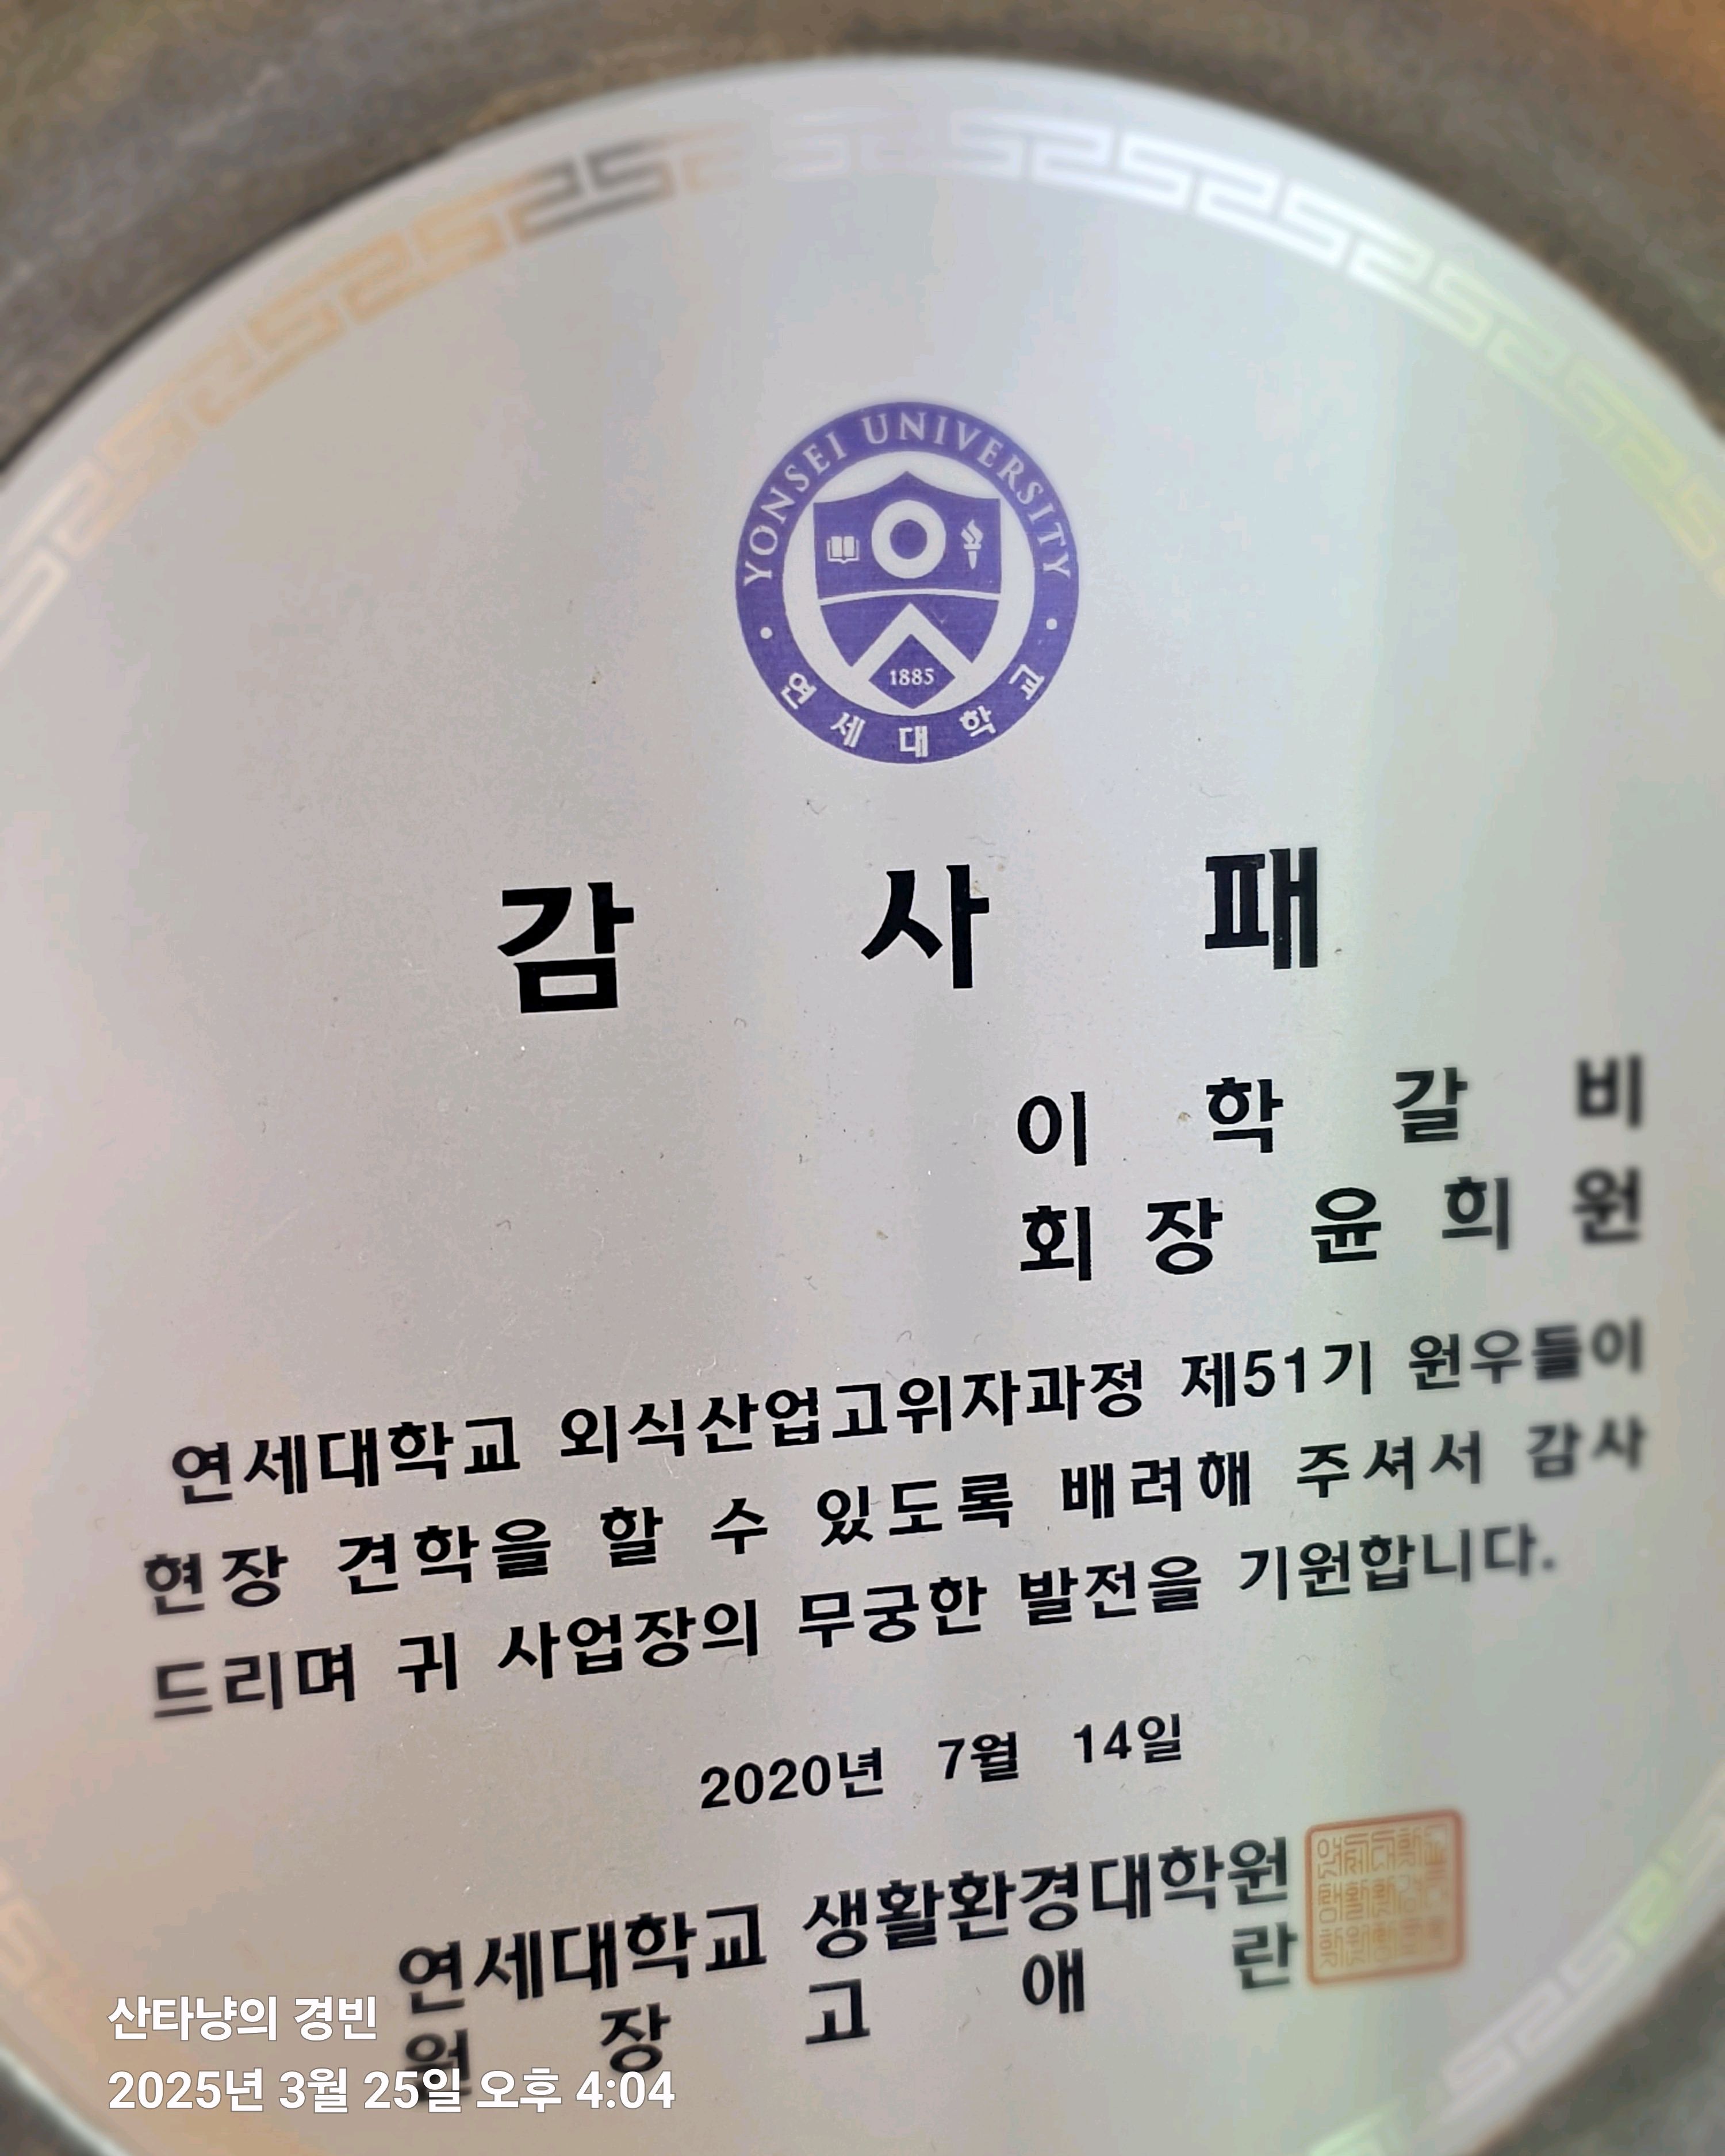 YONSEI UNIVERSITY
1885
연세대학교
감 사 패
이 학 갈 비
회 장 윤 희 원
연세대학교 외식산업고위자과정 제51기 원우들이
현장 견학을 할 수 있도록 배려해 주셔서 감사
드리며 귀 사업장의 무궁한 발전을 기원합니다.
2020년 7월 14일
연세대학교 생활환경대학원
원 장 고 애 란
산타냥의 경빈
2025년 3월 25일 오후 4:04